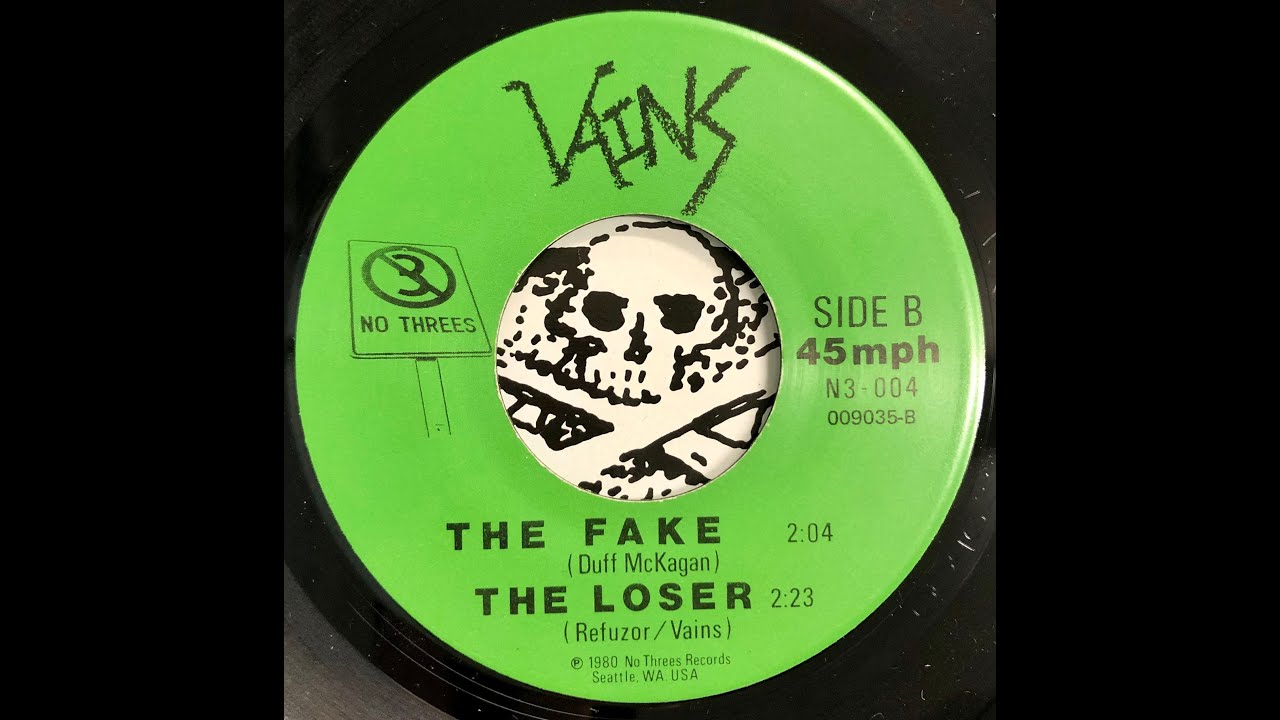 VAINS
3
NO THREES
SIDE B
45mph
N3-004
009035-B
THE FAKE 2:04
(Duff McKagan)
THE LOSER 2:23
(Refuzor/Vains)
℗ 1980 No Threes Records
Seattle, WA. USA